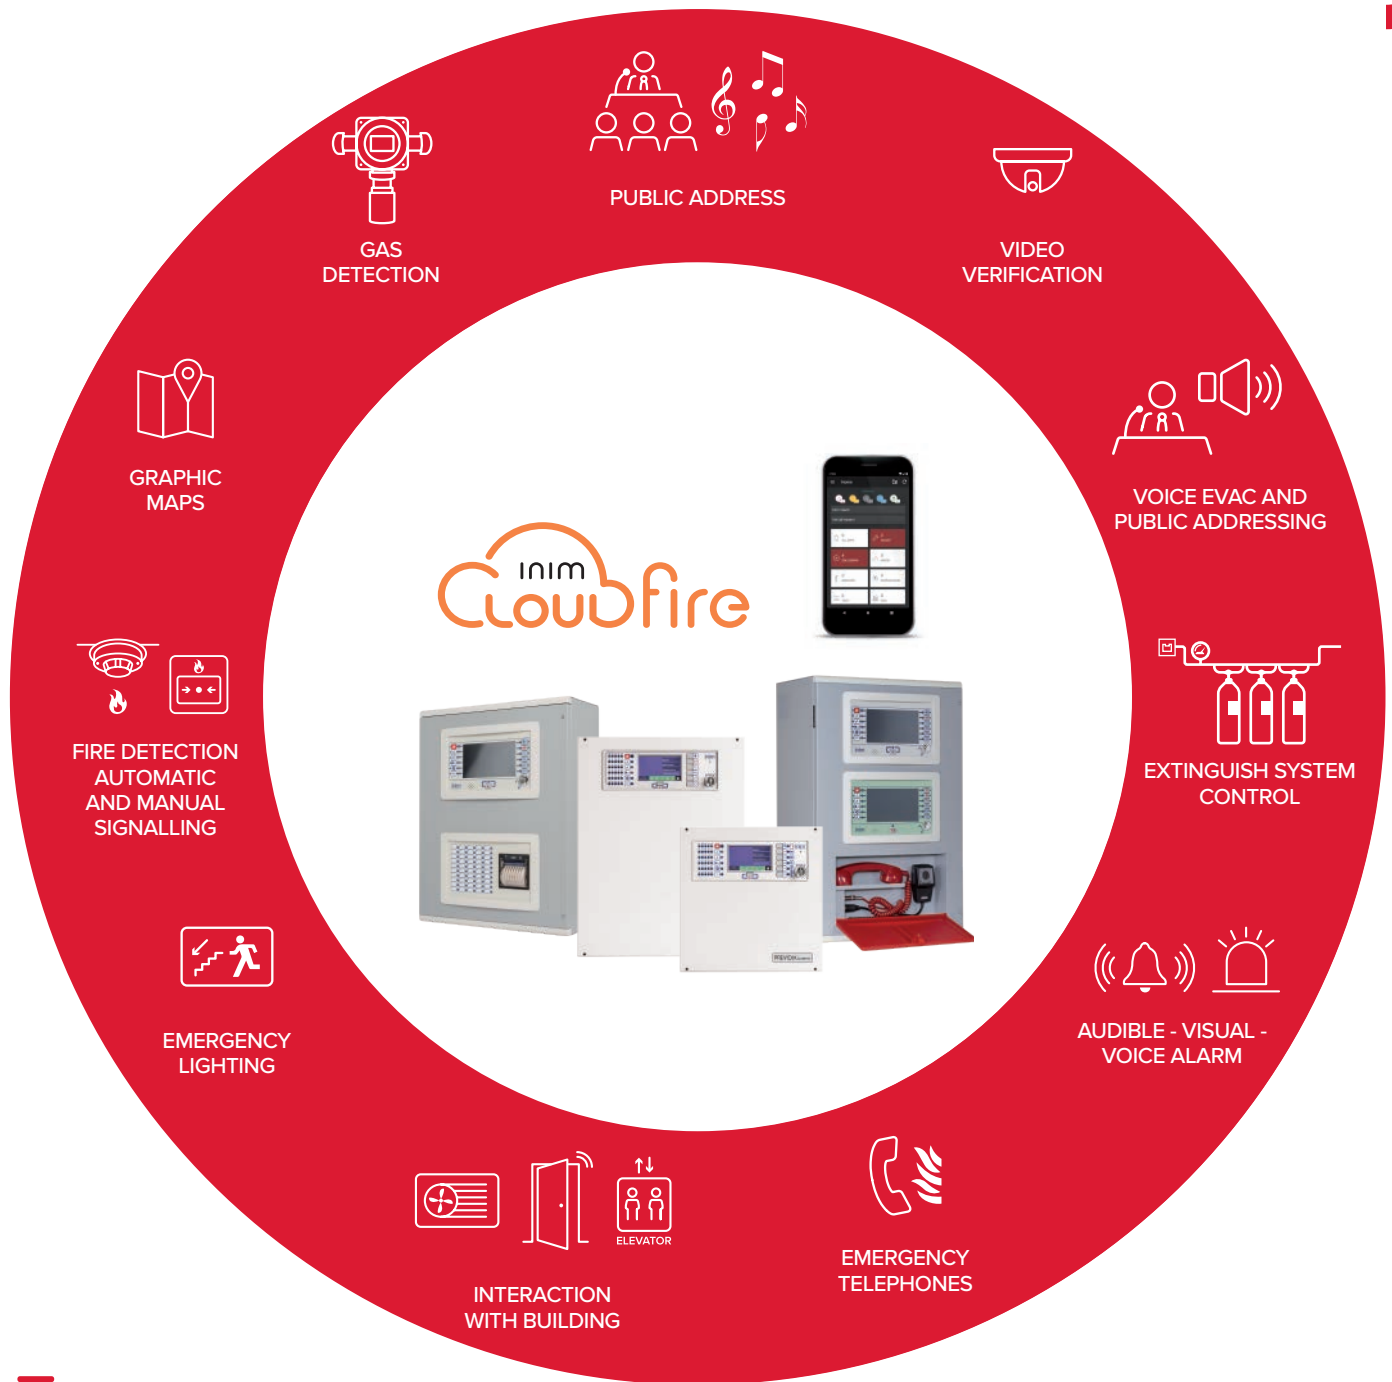 PUBLIC ADDRESS
GAS
DETECTION
VIDEO
VERIFICATION
GRAPHIC
MAPS
VOICE EVAC AND
PUBLIC ADDRESSING
inim
Cloudfire
FIRE DETECTION
AUTOMATIC
AND MANUAL
SIGNALLING
EXTINGUISH SYSTEM
CONTROL
EMERGENCY
LIGHTING
AUDIBLE - VISUAL -
VOICE ALARM
ELEVATOR
INTERACTION
WITH BUILDING
EMERGENCY
TELEPHONES